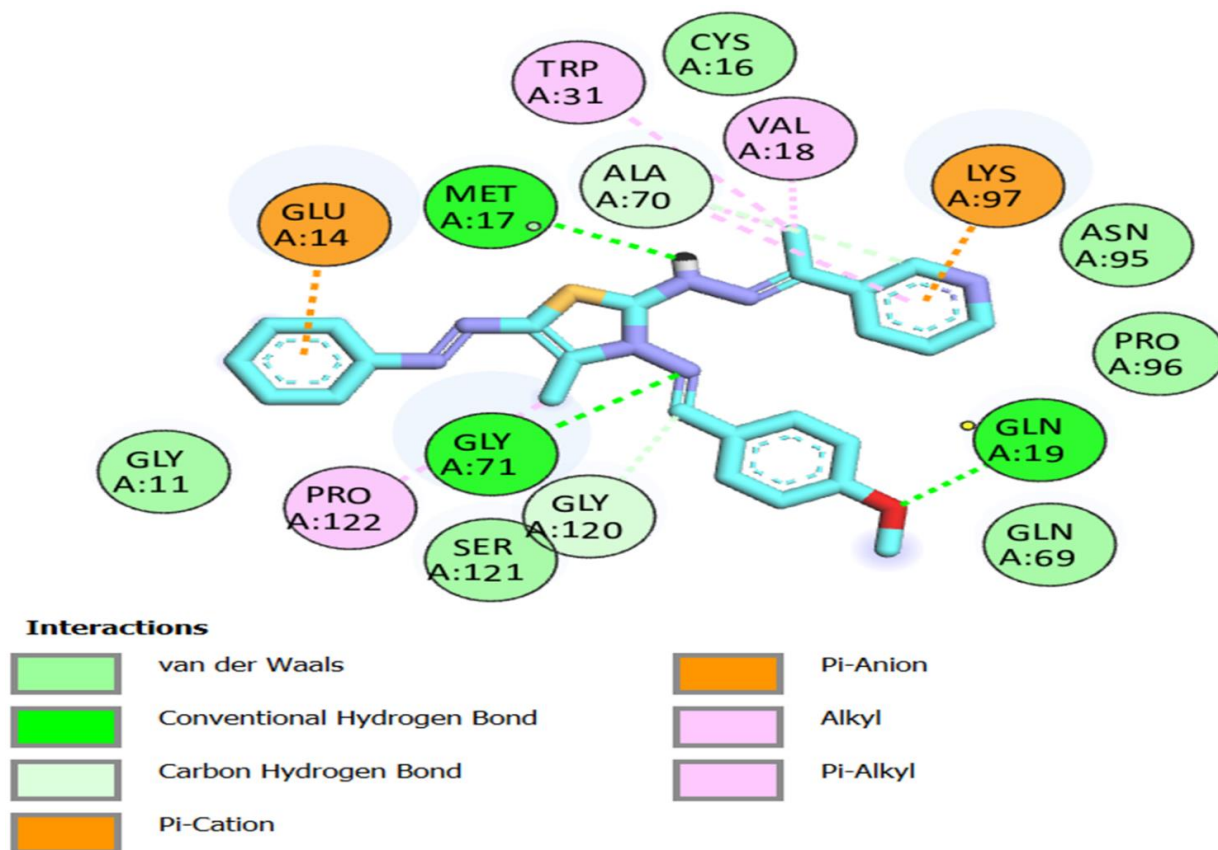 CYS
A:16
TRP
A:31
VAL
A:18
ALA
A:70
LYS
A:97
MET
A:17
GLU
A:14
ASN
A:95
PRO
A:96
GLN
A:19
GLY
A:71
GLY
A:11
PRO
A:122
GLY
A:120
SER
A:121
GLN
A:69
Interactions
van der Waals
Conventional Hydrogen Bond
Carbon Hydrogen Bond
Pi-Cation
Pi-Anion
Alkyl
Pi-Alkyl